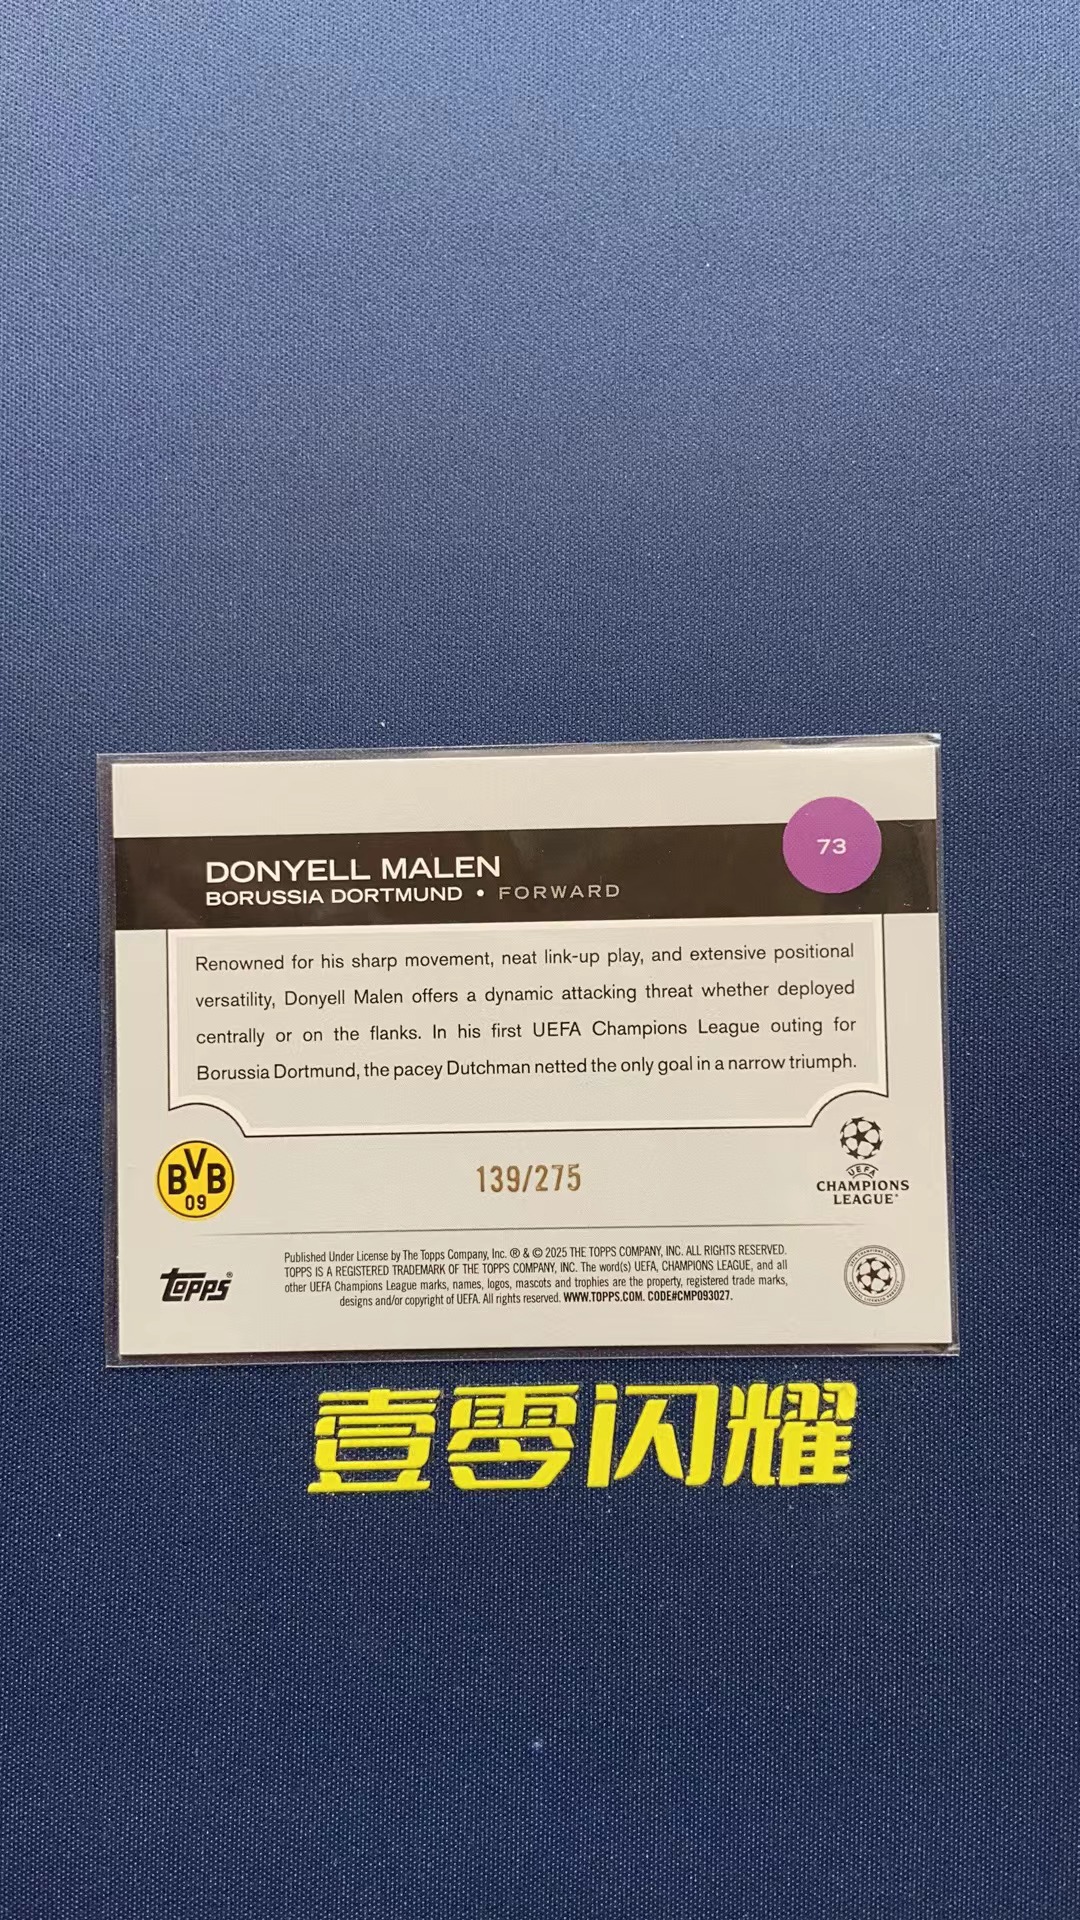 73
DONYELL MALEN
BORUSSIA DORTMUND • FORWARD
Renowned for his sharp movement, neat link-up play, and extensive positional
versatility, Donyell Malen offers a dynamic attacking threat whether deployed
centrally or on the flanks. In his first UEFA Champions League outing for
Borussia Dortmund, the pacey Dutchman netted the only goal in a narrow triumph.
BVB
09
139/275
UEFA
CHAMPIONS
LEAGUE®
topps®
Published Under License by The Topps Company, Inc. ® & © 2025 THE TOPPS COMPANY, INC. ALL RIGHTS RESERVED.
TOPPS IS A REGISTERED TRADEMARK OF THE TOPPS COMPANY, INC. The word(s) UEFA, CHAMPIONS LEAGUE, and all
other UEFA Champions League marks, names, logos, mascots and trophies are the property, registered trade marks,
designs and/or copyright of UEFA. All rights reserved. WWW.TOPPS.COM. CODE#CMP093027.
壹零闪耀